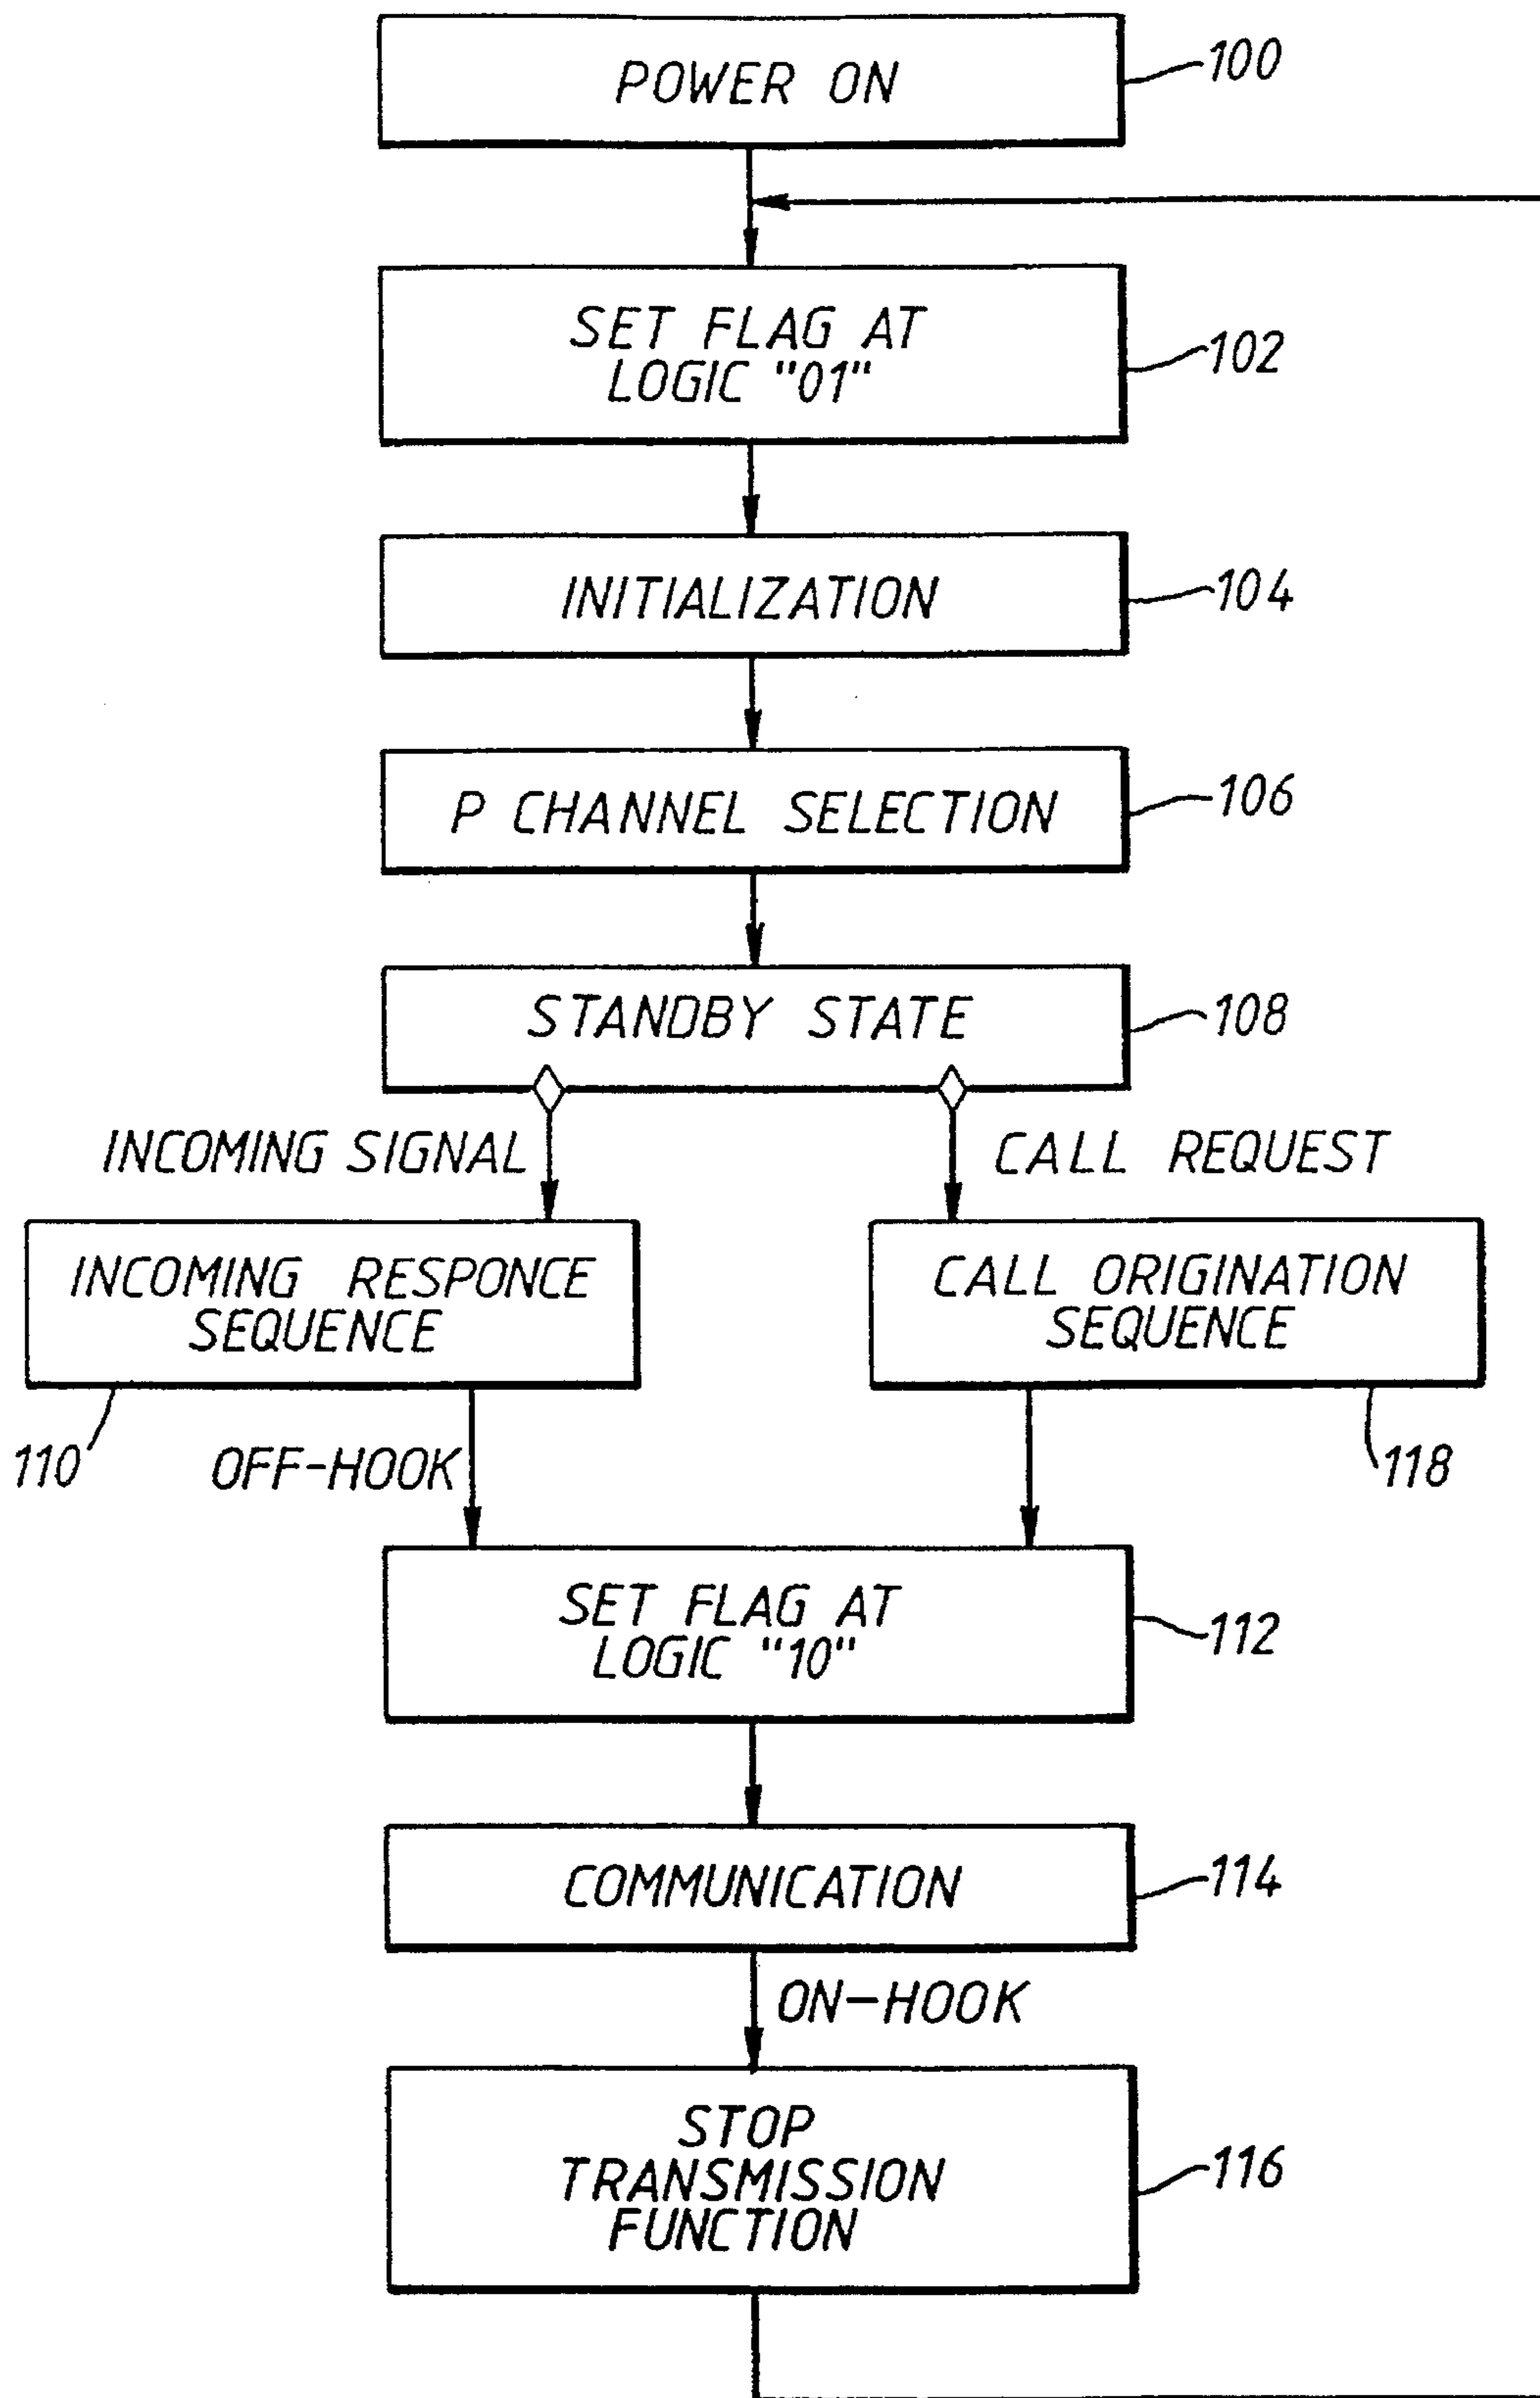 POWER ON
100
SET FLAG AT
LOGIC "01"
102
INITIALIZATION
104
P CHANNEL SELECTION
106
STANDBY STATE
108
INCOMING SIGNAL
CALL REQUEST
INCOMING RESPONCE
SEQUENCE
CALL ORIGINATION
SEQUENCE
110
OFF-HOOK
118
SET FLAG AT
LOGIC "10"
112
COMMUNICATION
114
ON-HOOK
STOP
TRANSMISSION
FUNCTION
116